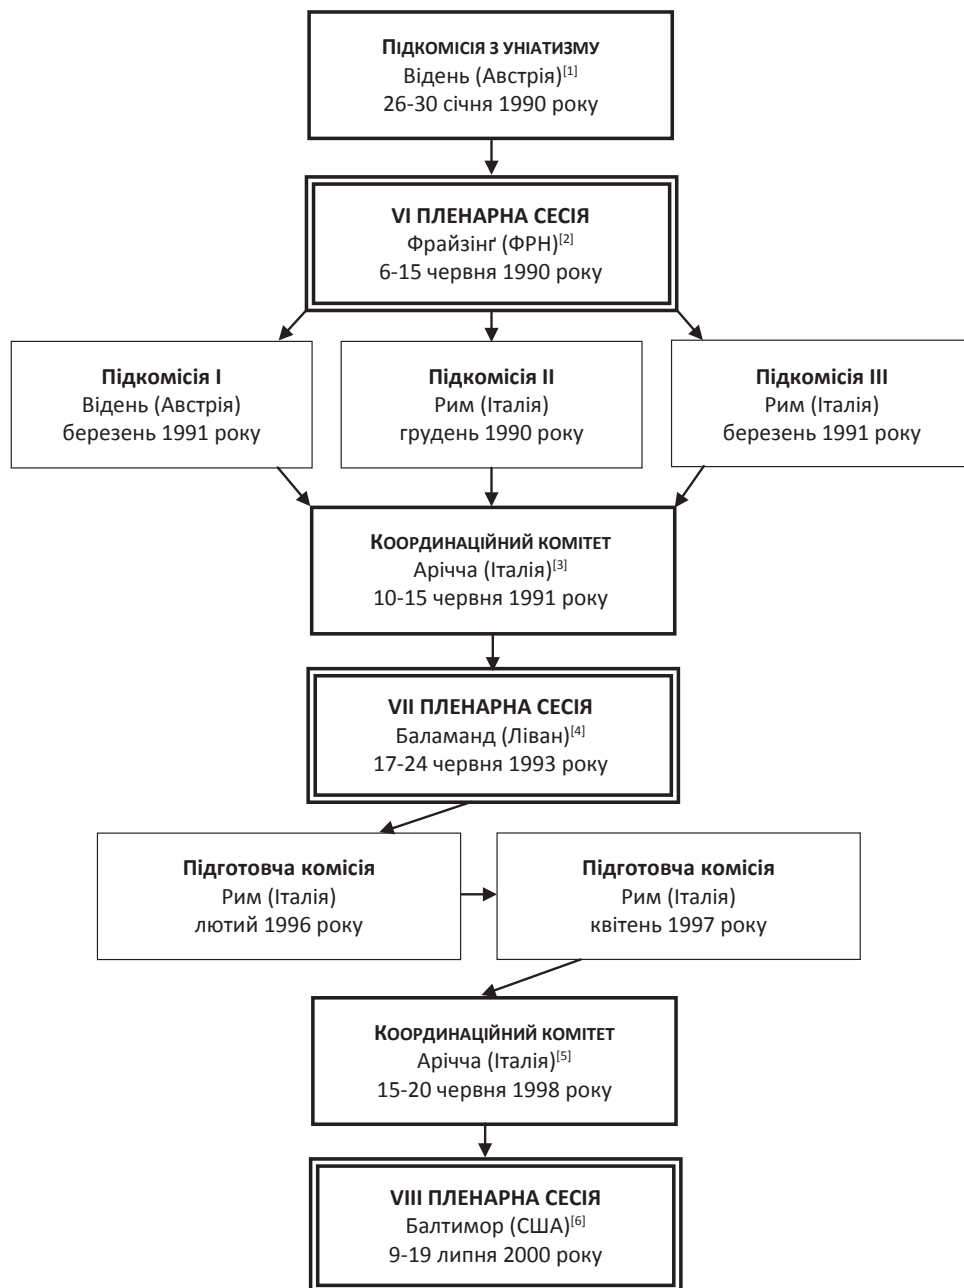 ПІДКОМІСІЯ З УНІАТИЗМУ
Відень (Австрія)[1]
26-30 січня 1990 року
VI ПЛЕНАРНА СЕСІЯ
Фрайзінґ (ФРН)[2]
6-15 червня 1990 року
Підкомісія I
Відень (Австрія)
березень 1991 року
Підкомісія II
Рим (Італія)
грудень 1990 року
Підкомісія III
Рим (Італія)
березень 1991 року
КООРДИНАЦІЙНИЙ КОМІТЕТ
Аріčča (Італія)[3]
10-15 червня 1991 року
VII ПЛЕНАРНА СЕСІЯ
Баламанд (Ліван)[4]
17-24 червня 1993 року
Підготовча комісія
Рим (Італія)
лютий 1996 року
Підготовча комісія
Рим (Італія)
квітень 1997 року
КООРДИНАЦІЙНИЙ КОМІТЕТ
Аріčča (Італія)[5]
15-20 червня 1998 року
VIII ПЛЕНАРНА СЕСІЯ
Балтимор (США)[6]
9-19 липня 2000 року